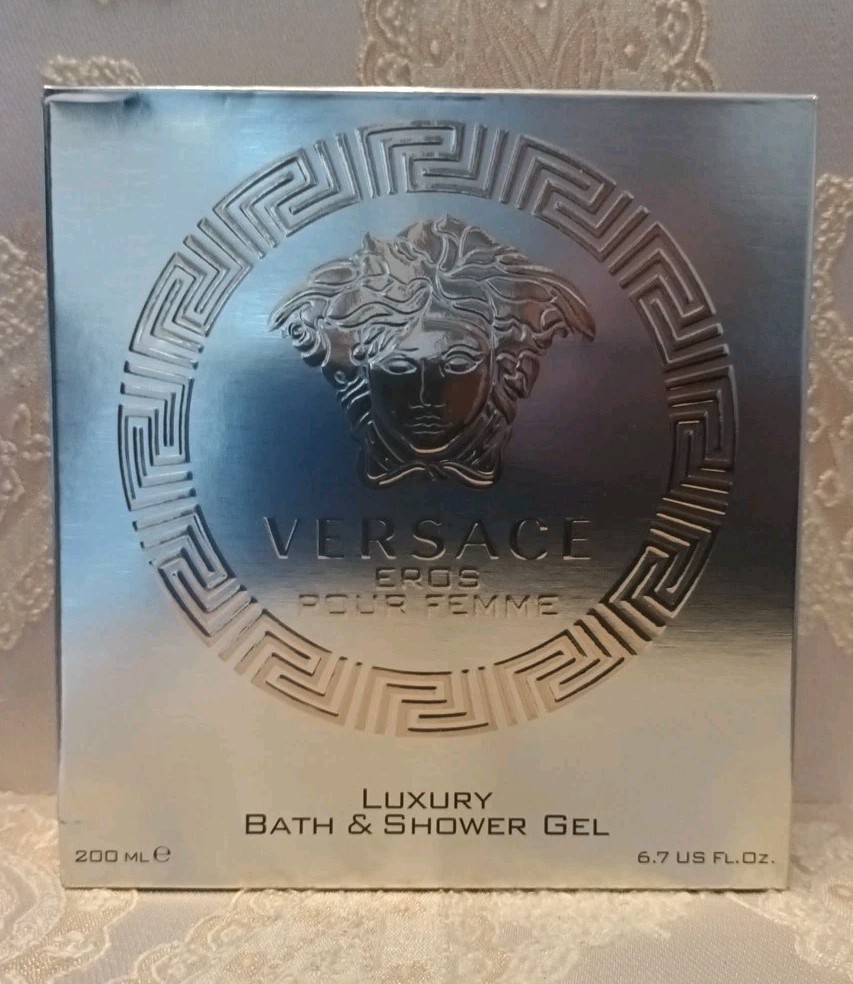 VERSACE
EROS
POUR FEMME
LUXURY
BATH & SHOWER GEL
200 ML ℮
6.7 US FL.OZ.